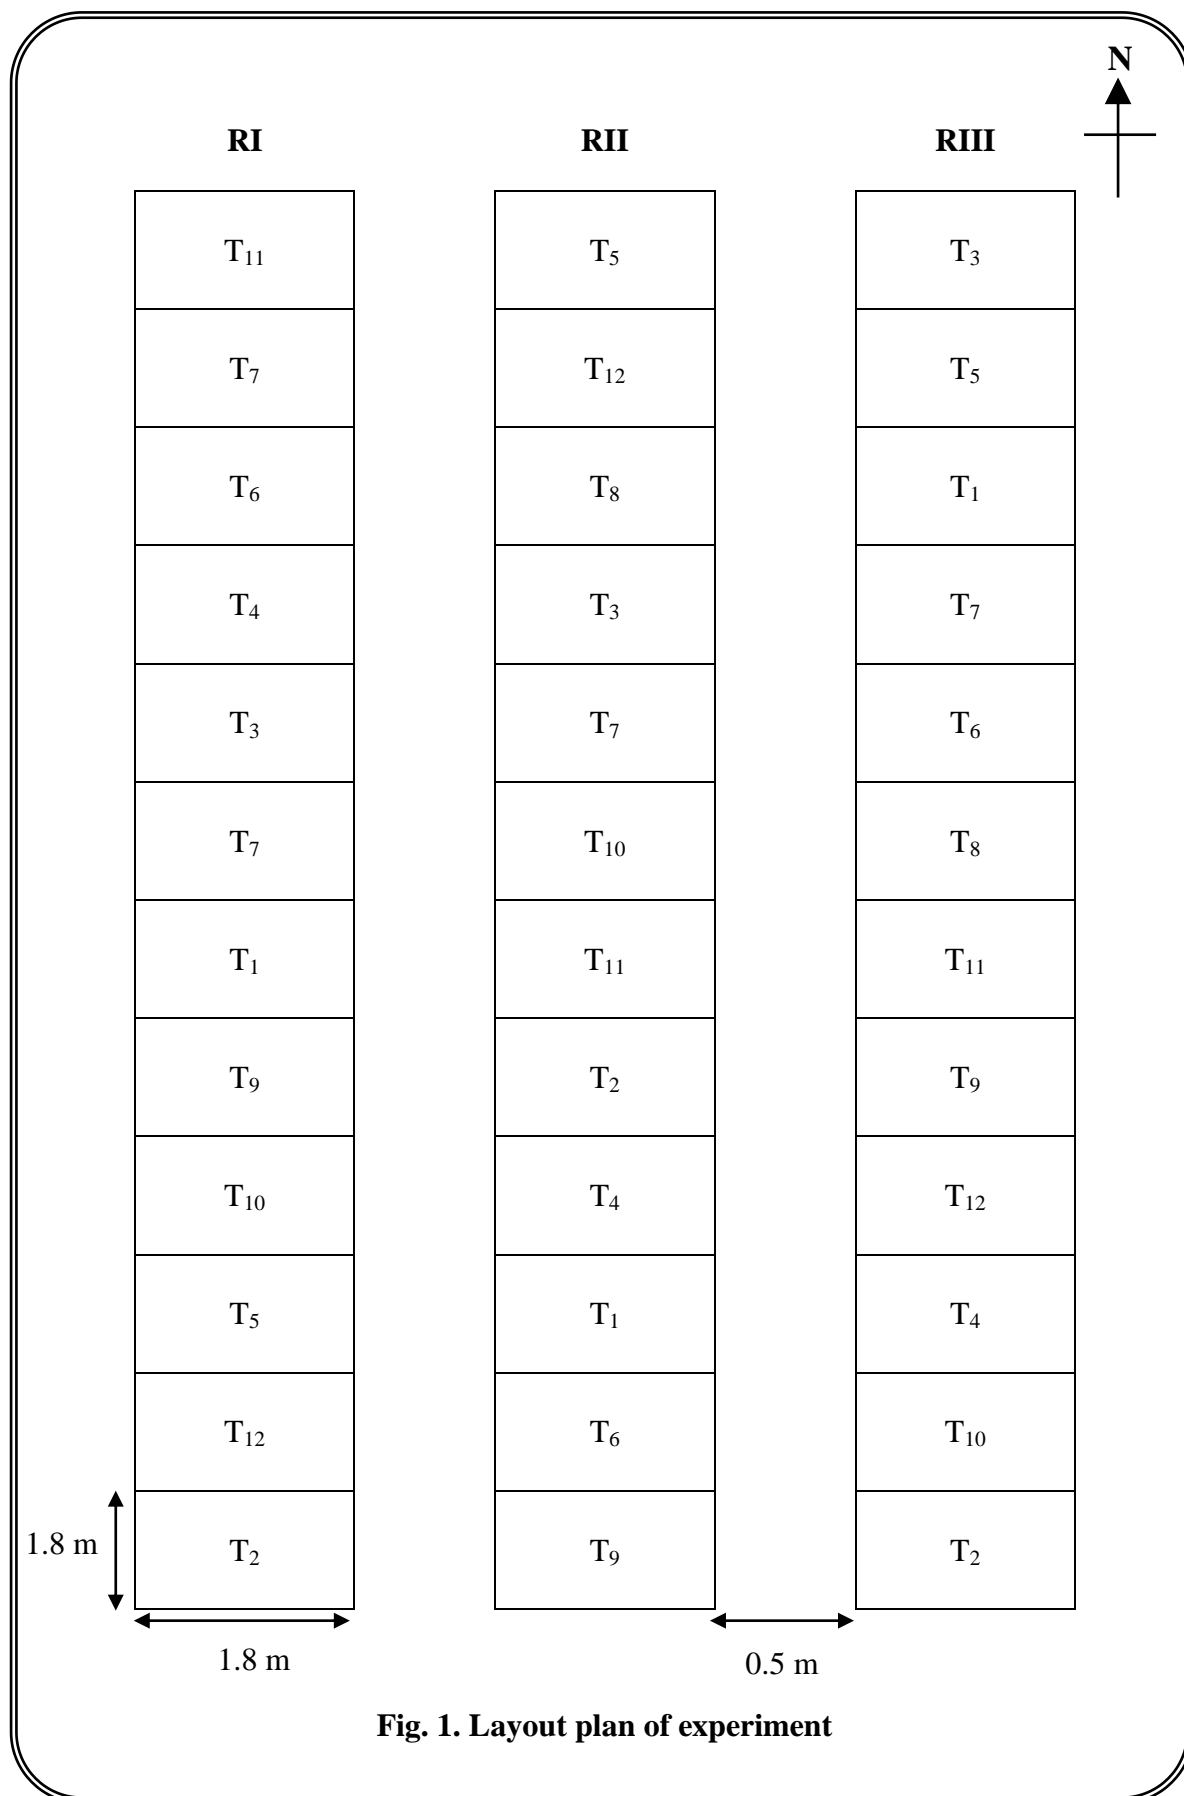 N
RI RII RIII
T₁₁ T₅ T₃
T₇ T₁₂ T₅
T₆ T₈ T₁
T₄ T₃ T₇
T₃ T₇ T₆
T₇ T₁₀ T₈
T₁ T₁₁ T₁₁
T₉ T₂ T₉
T₁₀ T₄ T₁₂
T₅ T₁ T₄
T₁₂ T₆ T₁₀
1.8 m T₂ T₉ T₂
1.8 m 0.5 m
Fig. 1. Layout plan of experiment